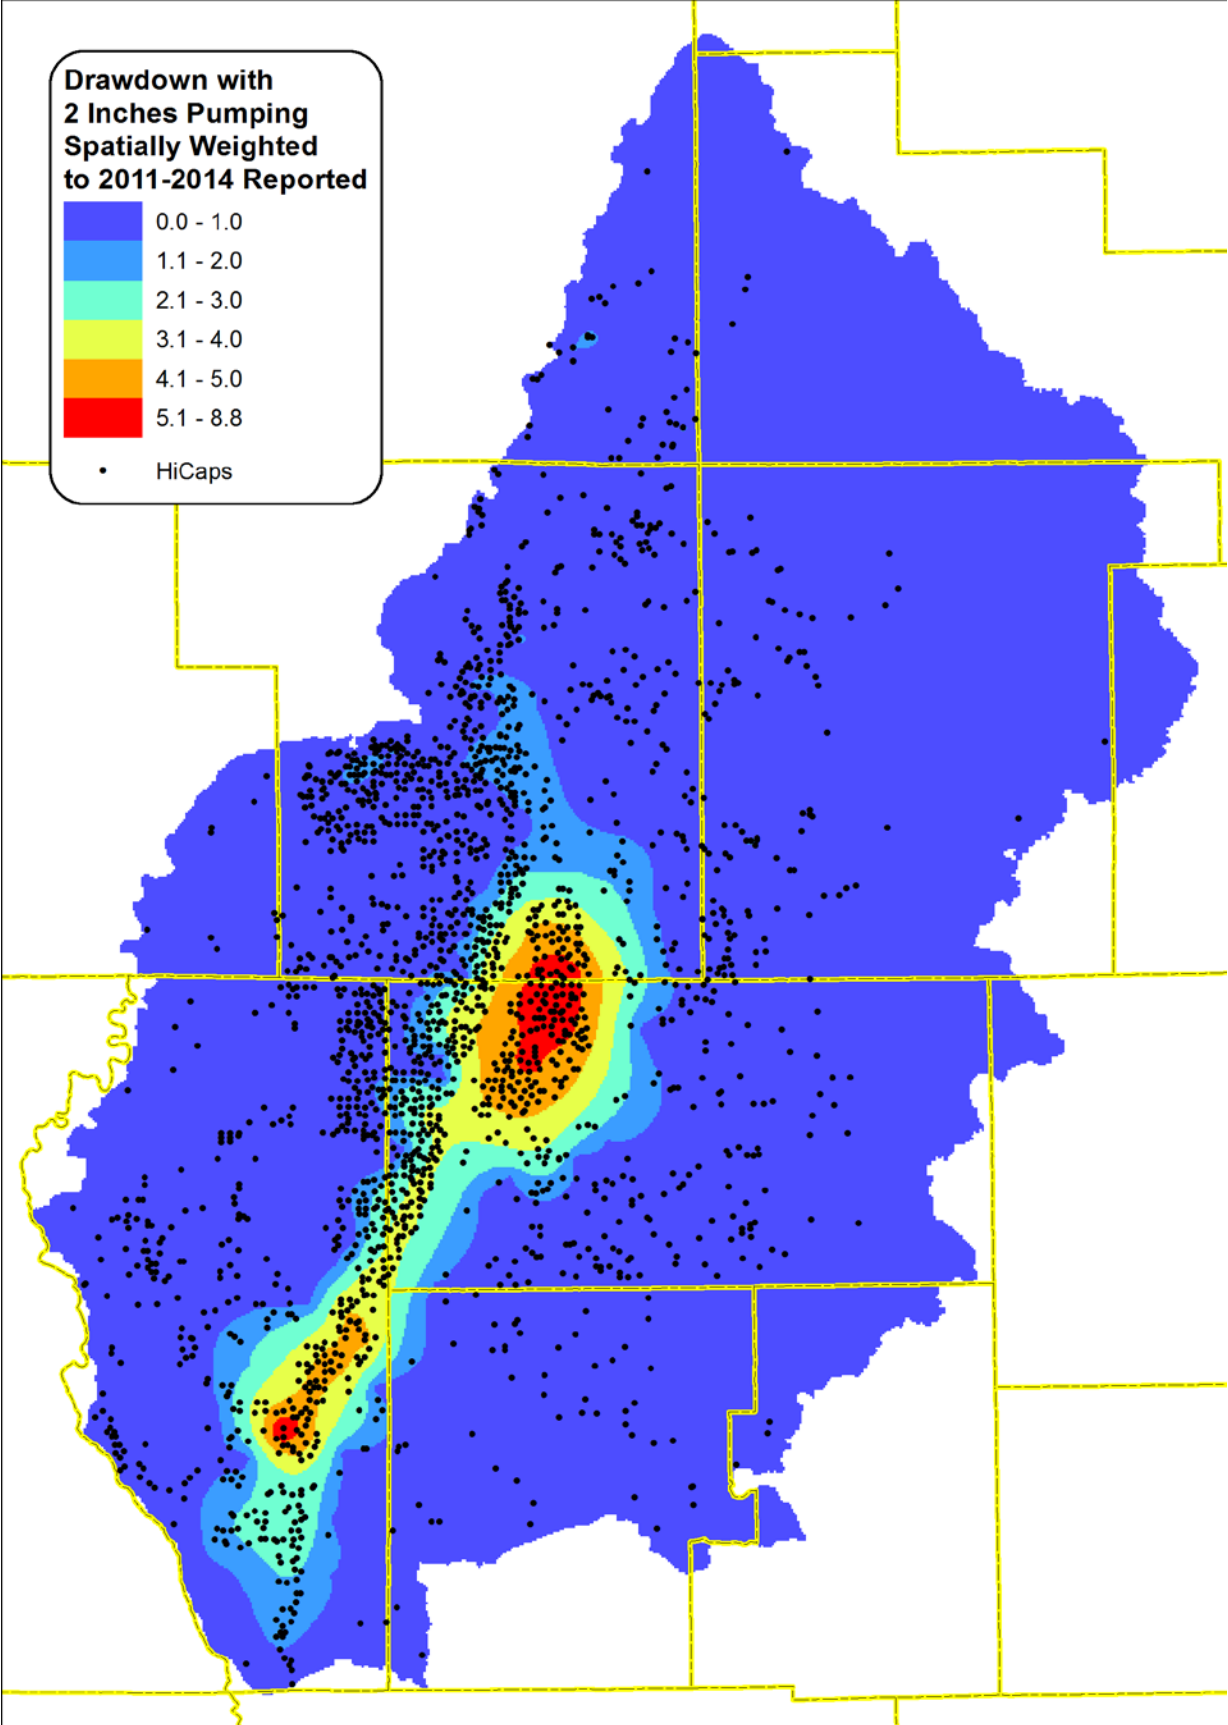 Drawdown with
2 Inches Pumping
Spatially Weighted
to 2011-2014 Reported
0.0 - 1.0
1.1 - 2.0
2.1 - 3.0
3.1 - 4.0
4.1 - 5.0
5.1 - 8.8
HiCaps